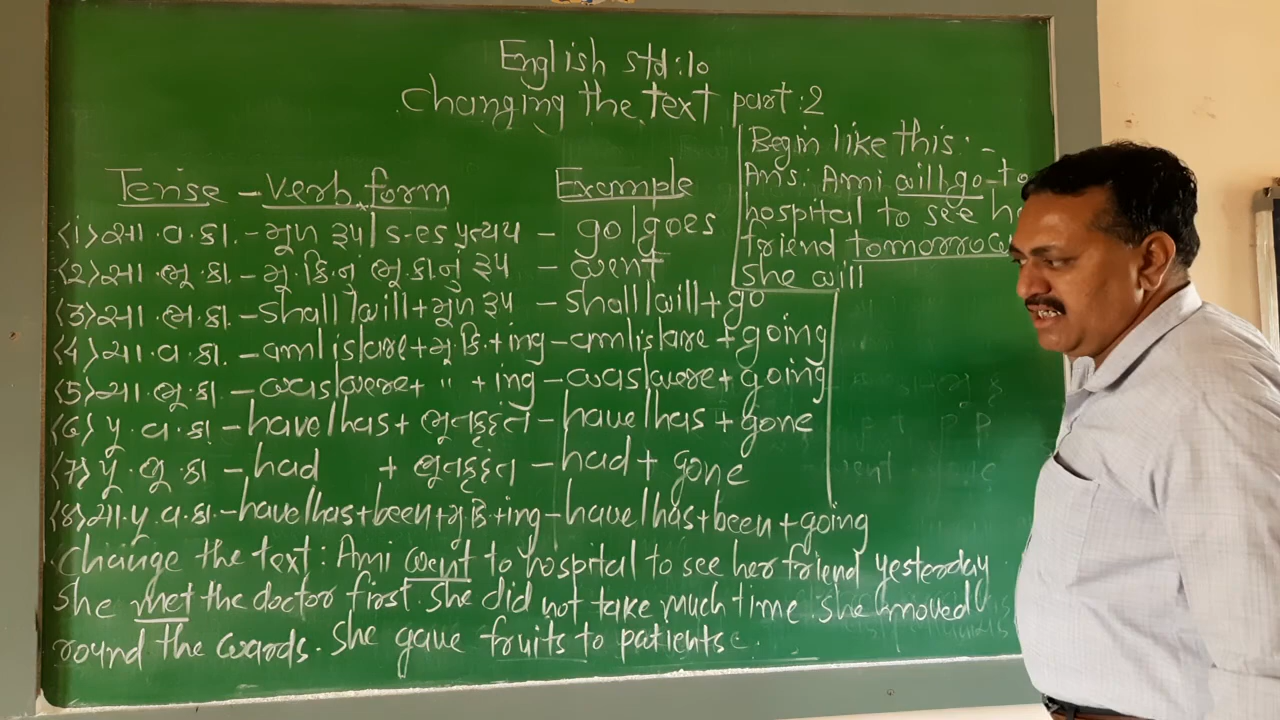 English std:10
Changing the text part:2
Tense - Verb form Example
<1> સા. વ. કા. - મૂળ રૂપ/s-es પ્રત્યય - go/goes
<2> સા. ભૂ. કા. - મુ. ક્રિ.નું ભૂ.કા.નું રૂપ - went
<3> સા. ભ. કા. - shall/will + મૂળ રૂપ - shall/will + go
<4> ચા. વ. કા. - am/is/are + મુ. ક્રિ. + ing - am/is/are + going
<5> ચા. ભૂ. કા. - was/were + " + ing - was/were + going
<6> પૂ. વ. કા - have/has + ભૂતકૃદંત - have/has + gone
<7> પૂ. ભૂ. કા - had + ભૂતકૃદંત - had + gone
<8> ચા. પૂ. વ. કા. - have/has + been + મુ. ક્રિ + ing - have/has + been + going
Change the text: Ami went to hospital to see her friend yesterday.
She met the doctor first. She did not take much time. She moved
round the wards. She gave fruits to patients.
Begin like this: -
Ans: Ami will go to
hospital to see
friend
She will